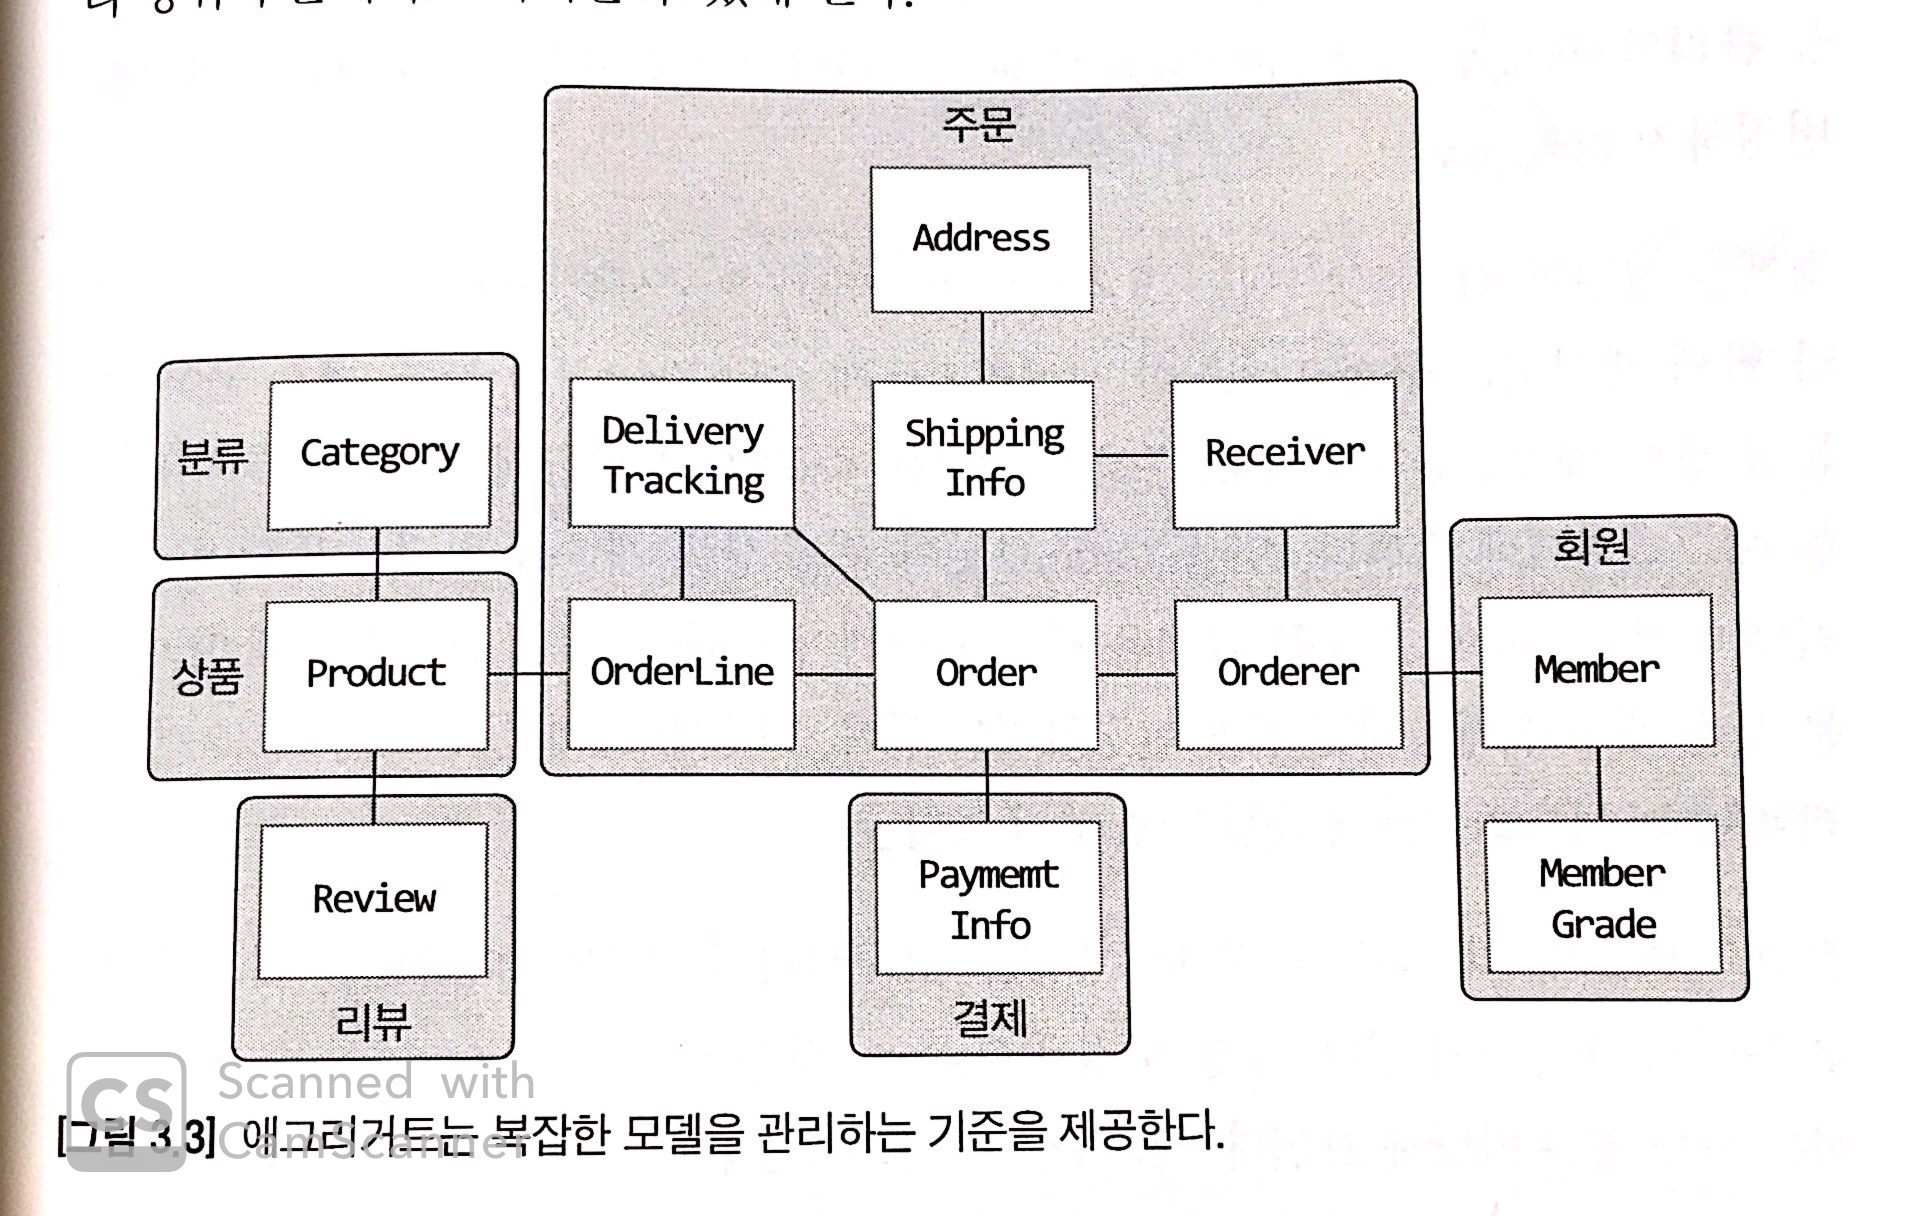 주문
Address
분류
Category
Delivery
Tracking
Shipping
Info
Receiver
회원
상품
Product
OrderLine
Order
Orderer
Member
Review
리뷰
Paymemt
Info
결제
Member
Grade
CS
Scanned with
CamScanner
[그림 3.3] 애그리거트는 복잡한 모델을 관리하는 기준을 제공한다.